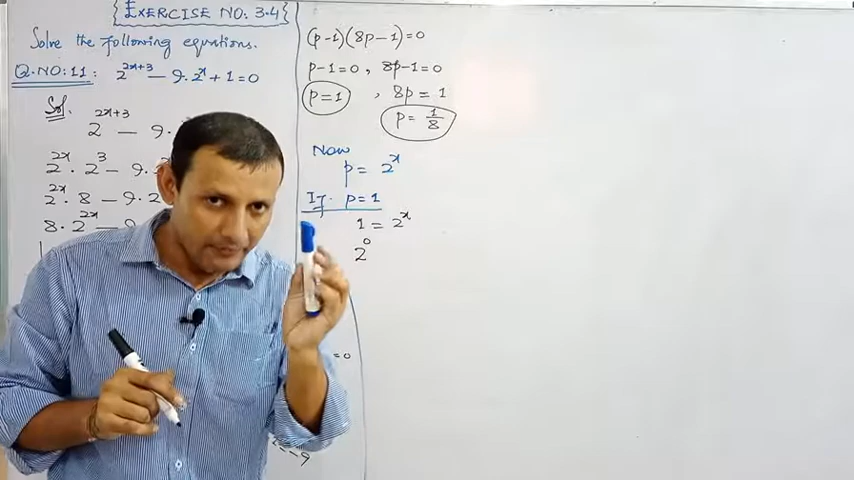 EXERCISE NO: 3.4
Solve the following equations.
Q.NO:11: 2^{2x+3} - 9.2^x + 1 = 0
Sol. 2^{2x+3} - 9.
2^{2x} . 2^3 - 9.2
2^{2x} . 8 - 9.2
8.2^{2x} - 9
(p-1)(8p-1)=0
p-1=0, 8p-1=0
p=1, 8p=1
p=1/8
Now
p=2^x
If p=1
1=2^x
2^0
=0
-9